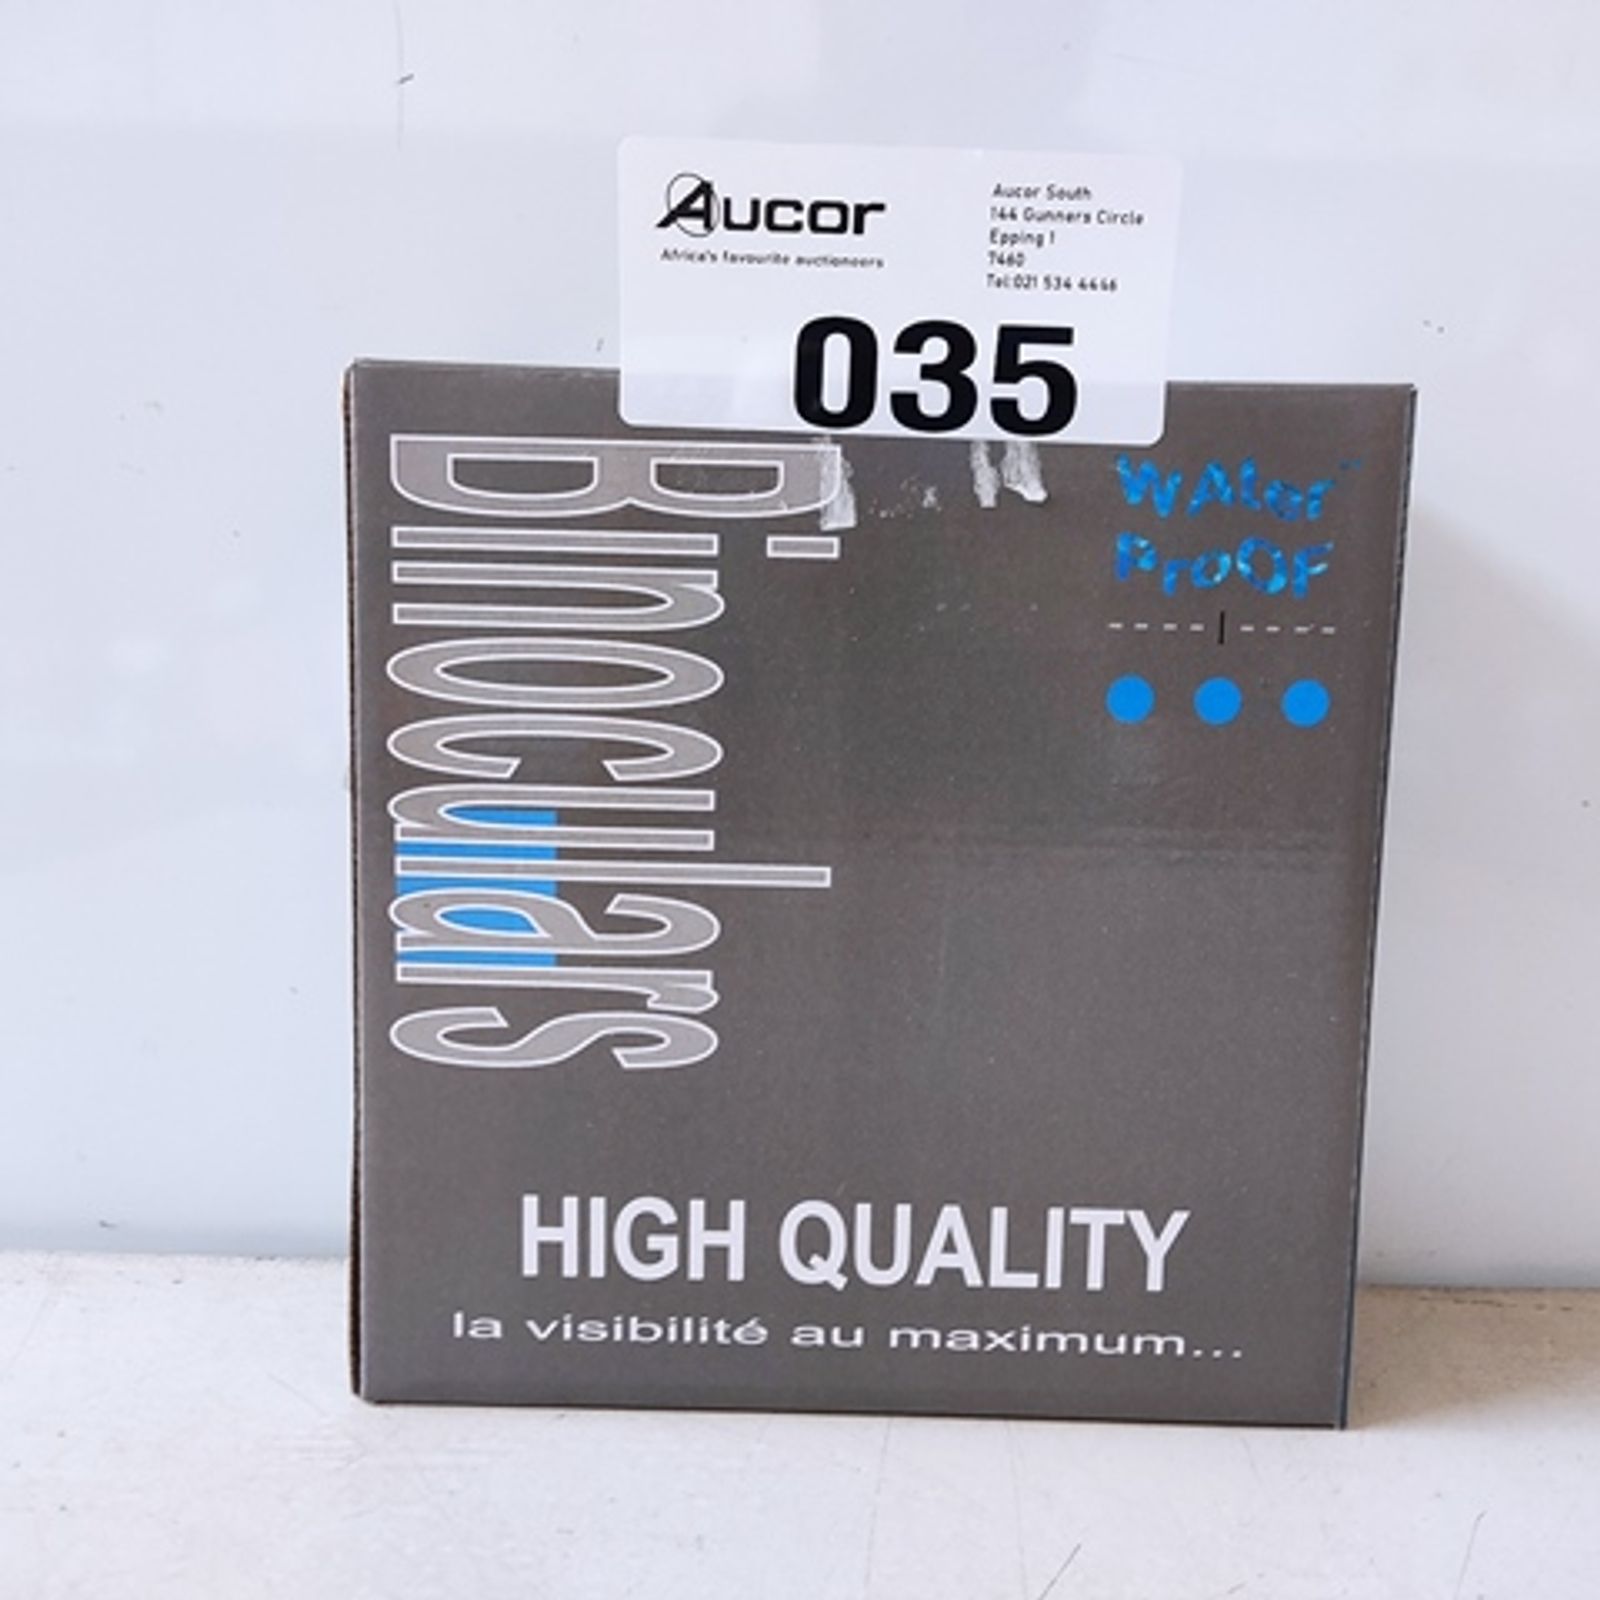 Aucor
Africa's favourite auctioneers
Aucor South
144 Gunners Circle
Epping 1
7460
Tel:021 534 4446
035
Binoculars
WAter
ProOF
HIGH QUALITY
la visibilité au maximum...